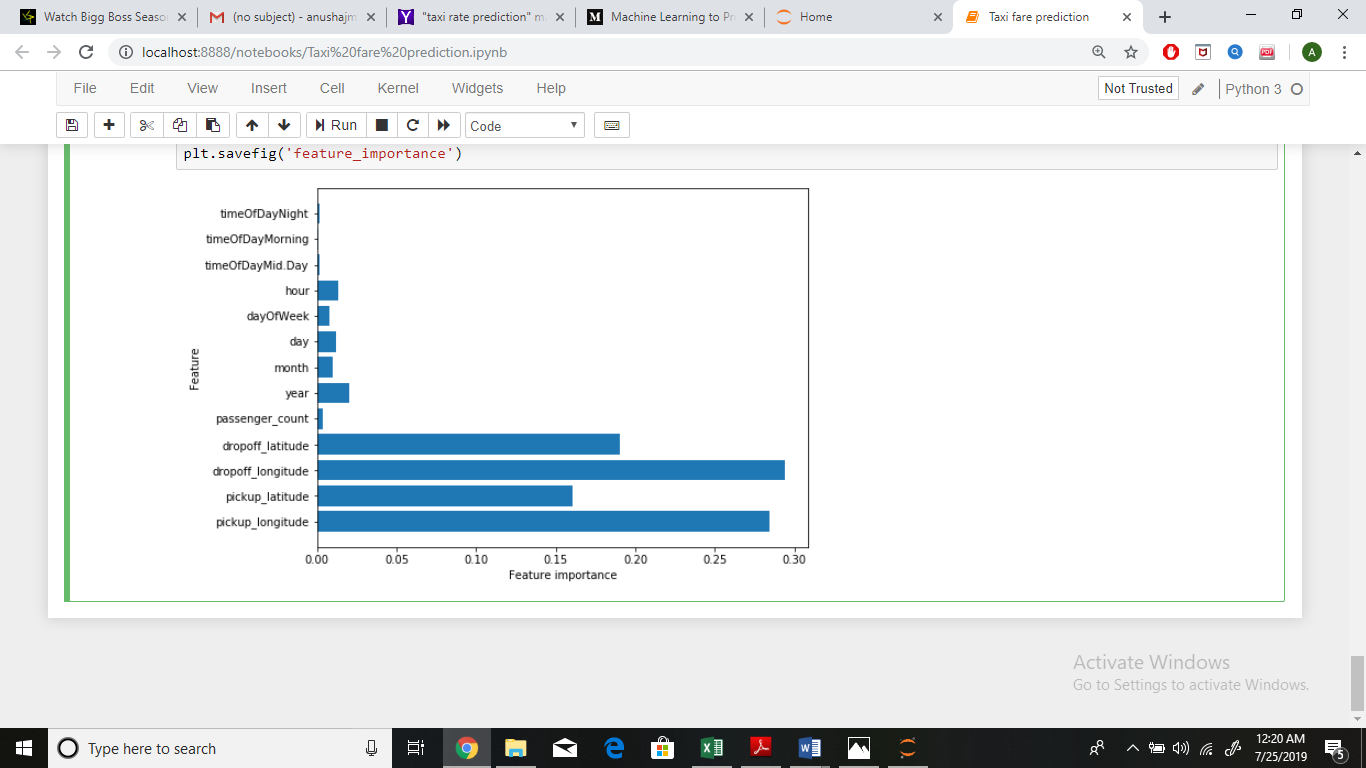 Watch Bigg Boss Seaso
(no subject) - anushajm
"taxi rate prediction" ma
Machine Learning to Pr
Home
Taxi fare prediction
localhost:8888/notebooks/Taxi%20fare%20prediction.ipynb
A
File Edit View Insert Cell Kernel Widgets Help
Not Trusted
Python 3
Run
Code
plt.savefig('feature_importance')
timeOfDayNight
timeOfDayMorning
timeOfDayMid.Day
hour
dayOfWeek
day
month
year
passenger_count
dropoff_latitude
dropoff_longitude
pickup_latitude
pickup_longitude
Feature
0.00 0.05 0.10 0.15 0.20 0.25 0.30
Feature importance
Activate Windows
Go to Settings to activate Windows.
Type here to search
12:20 AM
7/25/2019
5